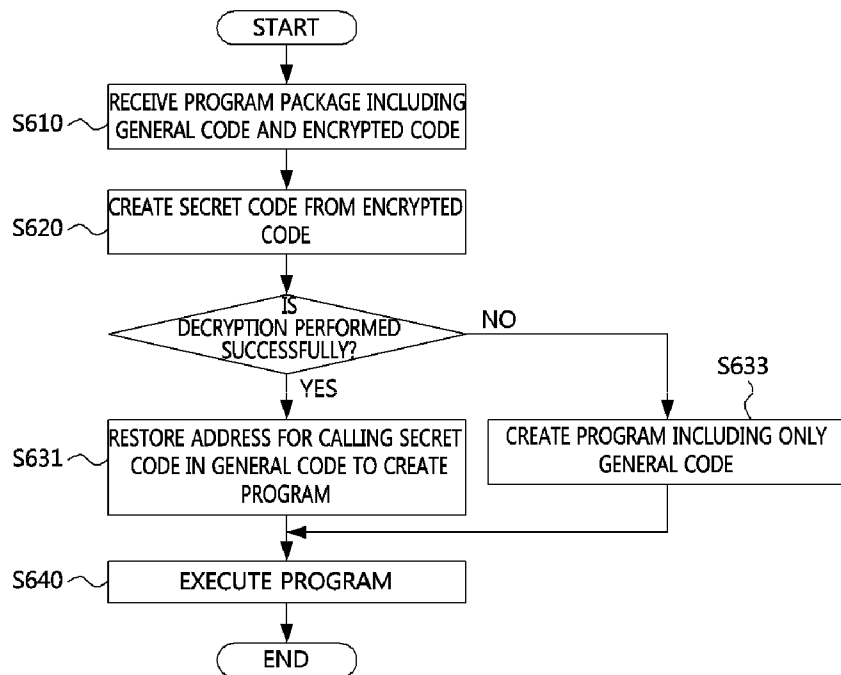 START
S610
RECEIVE PROGRAM PACKAGE INCLUDING
GENERAL CODE AND ENCRYPTED CODE
S620
CREATE SECRET CODE FROM ENCRYPTED
CODE
IS
DECRYPTION PERFORMED
SUCCESSFULLY?
NO
YES
S633
S631
RESTORE ADDRESS FOR CALLING SECRET
CODE IN GENERAL CODE TO CREATE
PROGRAM
CREATE PROGRAM INCLUDING ONLY
GENERAL CODE
S640
EXECUTE PROGRAM
END